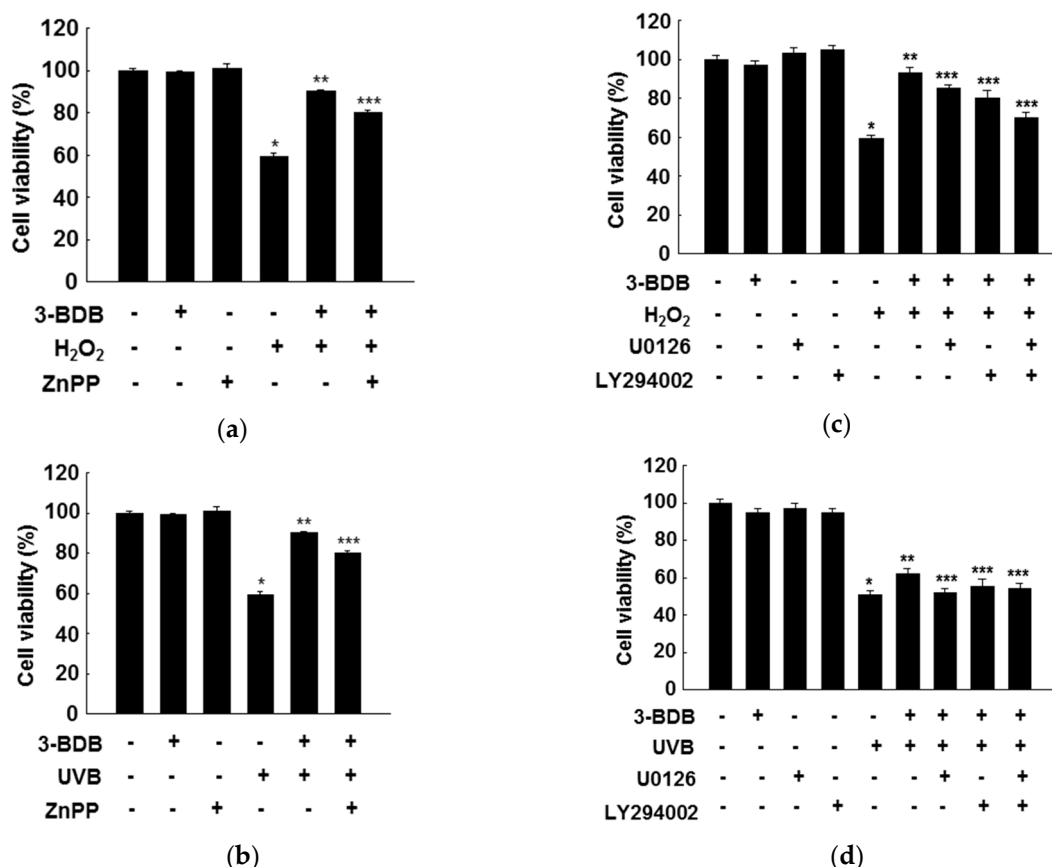 120
100
80
60
40
20
0
Cell viability (%)
* ** ***
3-BDB - + - - + +
H₂O₂ - - - + + +
ZnPP - - + - - +
(a)
120
100
80
60
40
20
0
Cell viability (%)
* ** *** *** ***
3-BDB - + - - - + + + +
H₂O₂ - - - - + + + + +
U0126 - - + - - - + - +
LY294002 - - - + - - - + +
(c)
120
100
80
60
40
20
0
Cell viability (%)
* ** ***
3-BDB - + - - + +
UVB - - - + + +
ZnPP - - + - - +
(b)
120
100
80
60
40
20
0
Cell viability (%)
* ** *** *** ***
3-BDB - + - - - + + + +
UVB - - - - + + + + +
U0126 - - + - - - + - +
LY294002 - - - + - - - + +
(d)